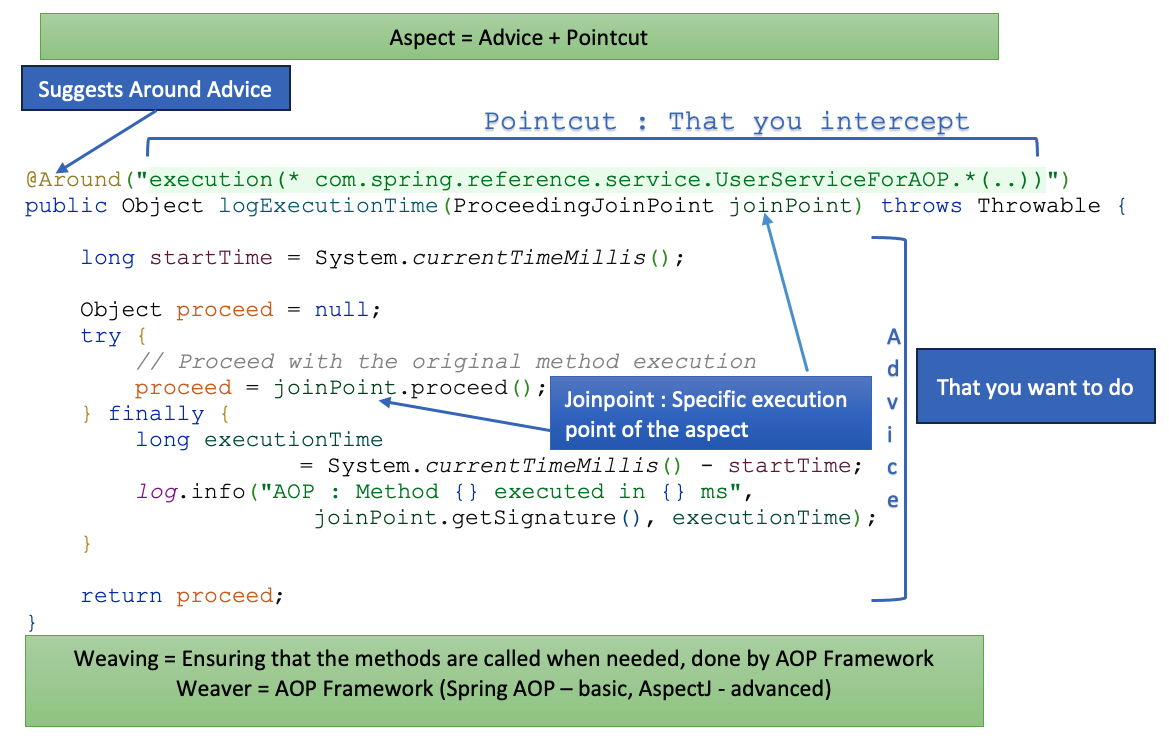 Aspect = Advice + Pointcut
Suggests Around Advice
Pointcut : That you intercept
@Around("execution(* com.spring.reference.service.UserServiceForAOP.*(..))")
public Object logExecutionTime(ProceedingJoinPoint joinPoint) throws Throwable {
long startTime = System.currentTimeMillis();
Object proceed = null;
try {
// Proceed with the original method execution
proceed = joinPoint.proceed();
} finally {
long executionTime
= System.currentTimeMillis() - startTime;
log.info("AOP : Method {} executed in {} ms",
joinPoint.getSignature(), executionTime);
}
return proceed;
}
Joinpoint : Specific execution
point of the aspect
Advice
That you want to do
Weaving = Ensuring that the methods are called when needed, done by AOP Framework
Weaver = AOP Framework (Spring AOP – basic, AspectJ - advanced)